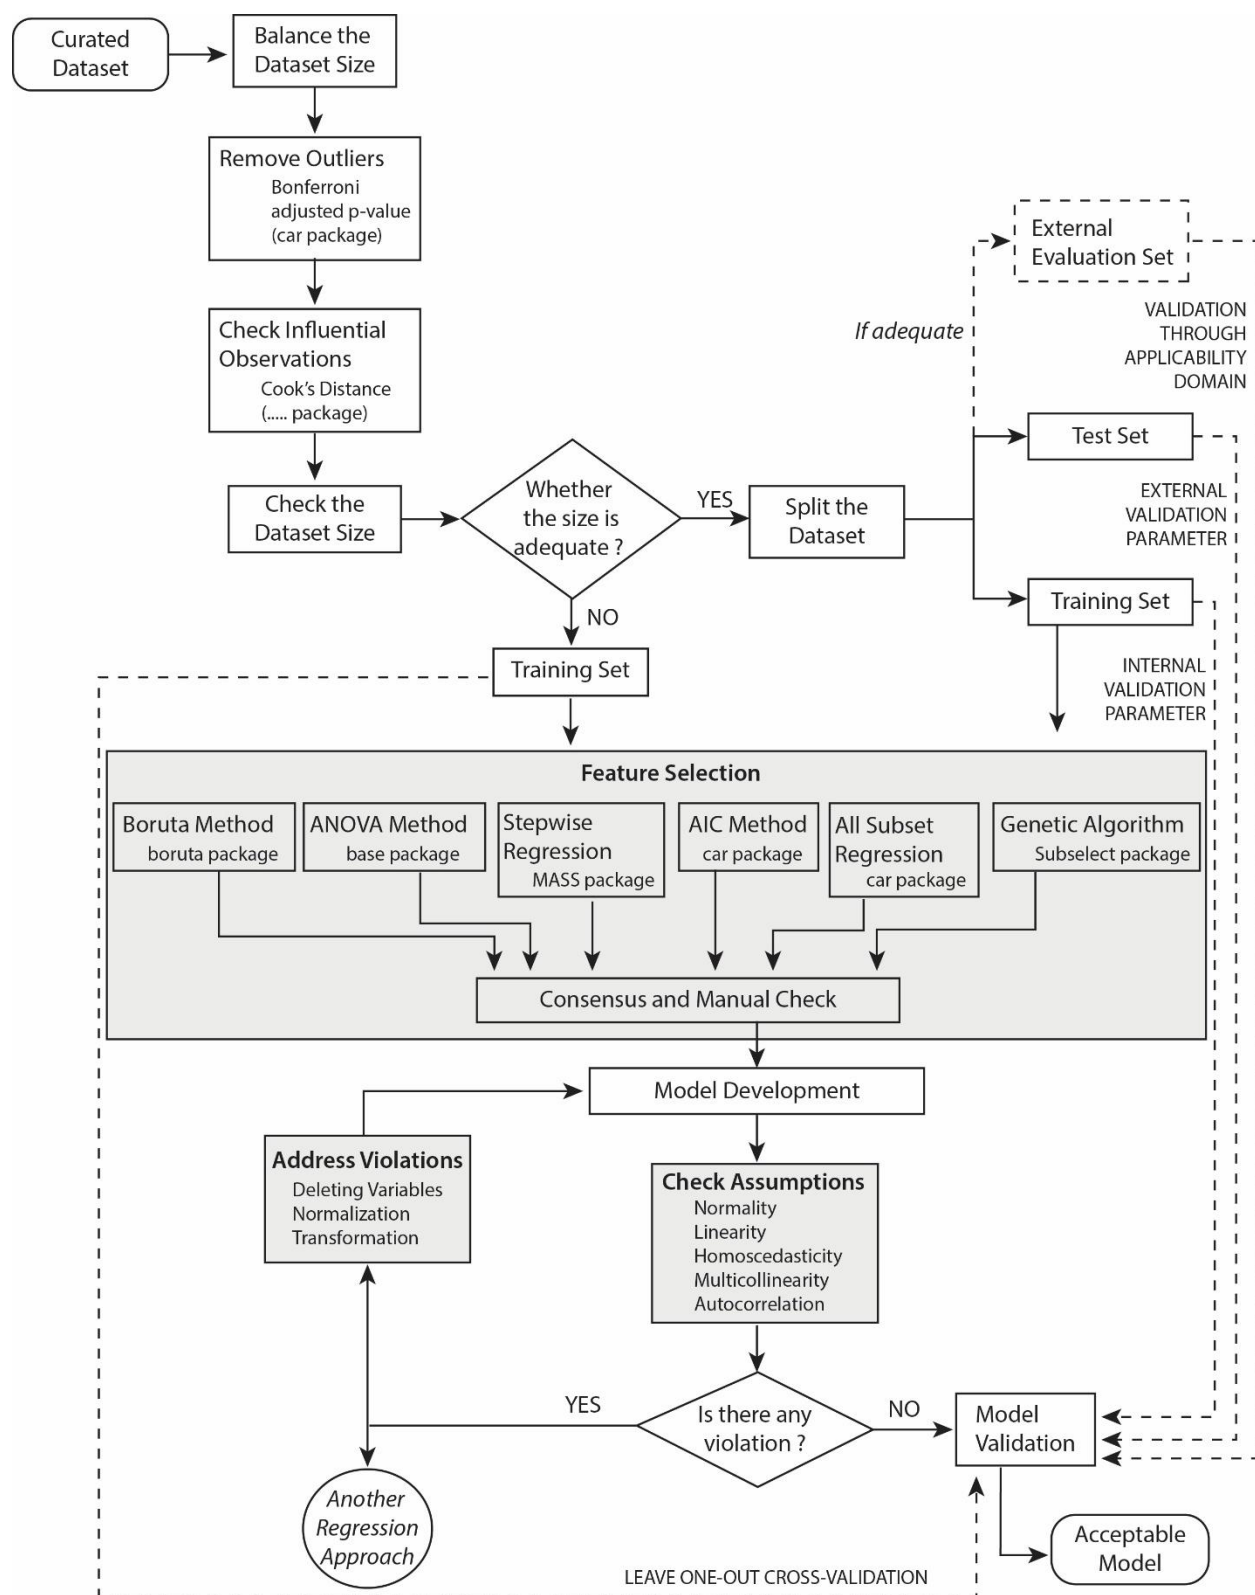 Curated
Dataset
Balance the
Dataset Size
Remove Outliers
Bonferroni
adjusted p-value
(car package)
Check Influential
Observations
Cook's Distance
(..... package)
Check the
Dataset Size
Whether
the size is
adequate ?
YES
Split the
Dataset
If adequate
External
Evaluation Set
VALIDATION
THROUGH
APPLICABILITY
DOMAIN
Test Set
EXTERNAL
VALIDATION
PARAMETER
Training Set
INTERNAL
VALIDATION
PARAMETER
NO
Training Set
Feature Selection
Boruta Method
boruta package
ANOVA Method
base package
Stepwise
Regression
MASS package
AIC Method
car package
All Subset
Regression
car package
Genetic Algorithm
Subselect package
Consensus and Manual Check
Model Development
Address Violations
Deleting Variables
Normalization
Transformation
Check Assumptions
Normality
Linearity
Homoscedasticity
Multicollinearity
Autocorrelation
Is there any
violation ?
YES
NO
Model
Validation
Another
Regression
Approach
Acceptable
Model
LEAVE ONE-OUT CROSS-VALIDATION